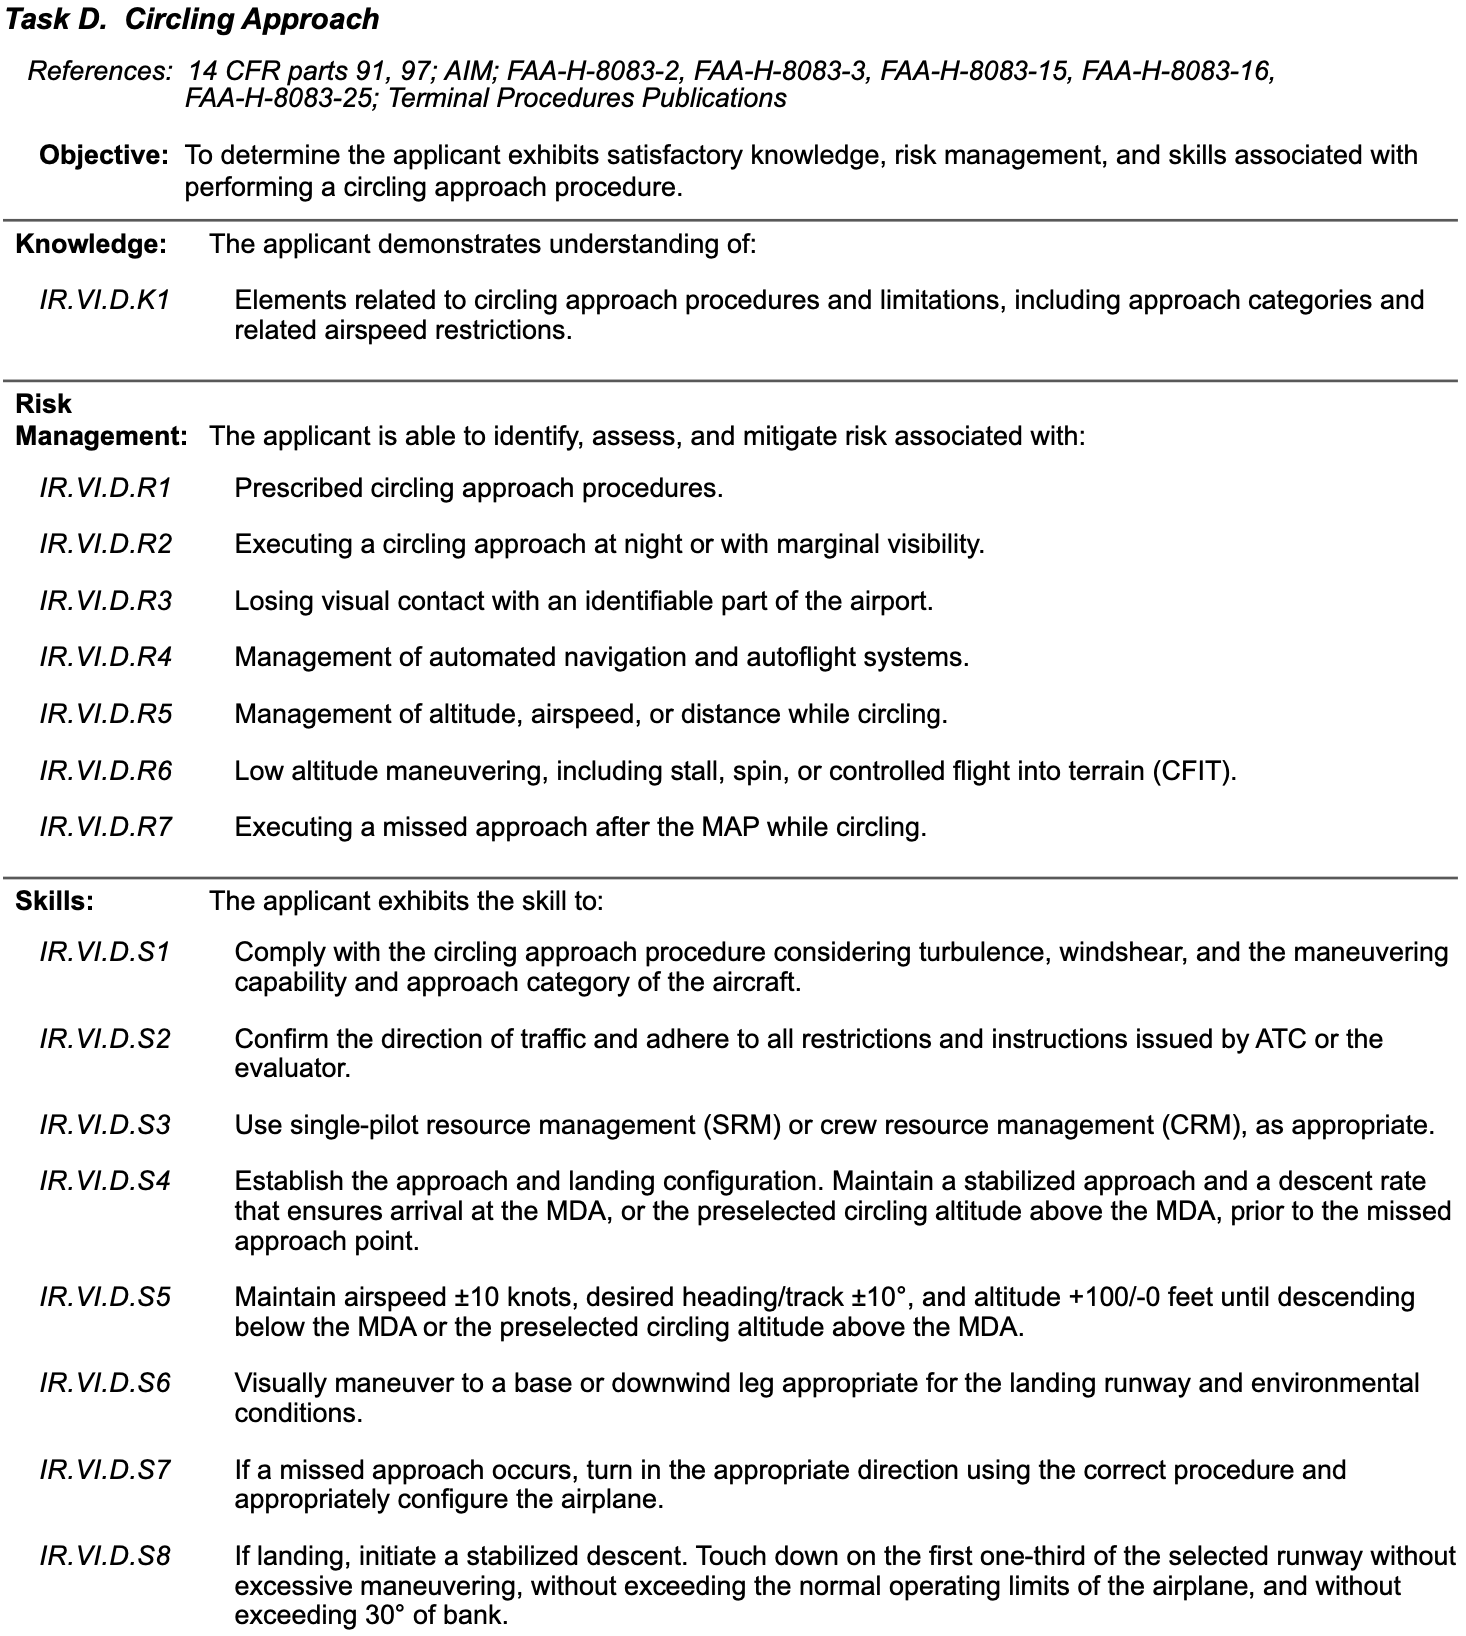 Task D. Circling Approach
References: 14 CFR parts 91, 97; AIM; FAA-H-8083-2, FAA-H-8083-3, FAA-H-8083-15, FAA-H-8083-16,
FAA-H-8083-25; Terminal Procedures Publications
Objective: To determine the applicant exhibits satisfactory knowledge, risk management, and skills associated with
performing a circling approach procedure.
Knowledge: The applicant demonstrates understanding of:
IR.VI.D.K1 Elements related to circling approach procedures and limitations, including approach categories and
related airspeed restrictions.
Risk
Management: The applicant is able to identify, assess, and mitigate risk associated with:
IR.VI.D.R1 Prescribed circling approach procedures.
IR.VI.D.R2 Executing a circling approach at night or with marginal visibility.
IR.VI.D.R3 Losing visual contact with an identifiable part of the airport.
IR.VI.D.R4 Management of automated navigation and autoflight systems.
IR.VI.D.R5 Management of altitude, airspeed, or distance while circling.
IR.VI.D.R6 Low altitude maneuvering, including stall, spin, or controlled flight into terrain (CFIT).
IR.VI.D.R7 Executing a missed approach after the MAP while circling.
Skills: The applicant exhibits the skill to:
IR.VI.D.S1 Comply with the circling approach procedure considering turbulence, windshear, and the maneuvering
capability and approach category of the aircraft.
IR.VI.D.S2 Confirm the direction of traffic and adhere to all restrictions and instructions issued by ATC or the
evaluator.
IR.VI.D.S3 Use single-pilot resource management (SRM) or crew resource management (CRM), as appropriate.
IR.VI.D.S4 Establish the approach and landing configuration. Maintain a stabilized approach and a descent rate
that ensures arrival at the MDA, or the preselected circling altitude above the MDA, prior to the missed
approach point.
IR.VI.D.S5 Maintain airspeed ±10 knots, desired heading/track ±10°, and altitude +100/-0 feet until descending
below the MDA or the preselected circling altitude above the MDA.
IR.VI.D.S6 Visually maneuver to a base or downwind leg appropriate for the landing runway and environmental
conditions.
IR.VI.D.S7 If a missed approach occurs, turn in the appropriate direction using the correct procedure and
appropriately configure the airplane.
IR.VI.D.S8 If landing, initiate a stabilized descent. Touch down on the first one-third of the selected runway without
excessive maneuvering, without exceeding the normal operating limits of the airplane, and without
exceeding 30° of bank.